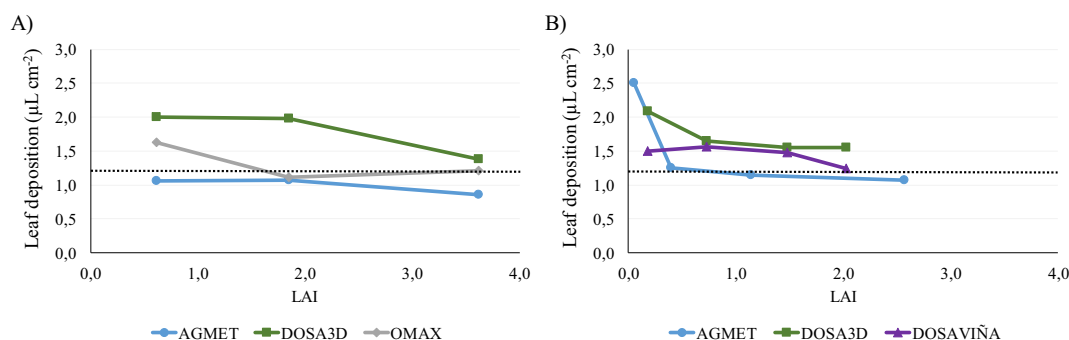 A)
Leaf deposition (µL cm-2)
3,0
2,5
2,0
1,5
1,0
0,5
0,0
0,0 1,0 2,0 3,0 4,0
LAI
AGMET DOSA3D OMAX
B)
Leaf deposition (µL cm-2)
3,0
2,5
2,0
1,5
1,0
0,5
0,0
0,0 1,0 2,0 3,0 4,0
LAI
AGMET DOSA3D DOSAVIÑA